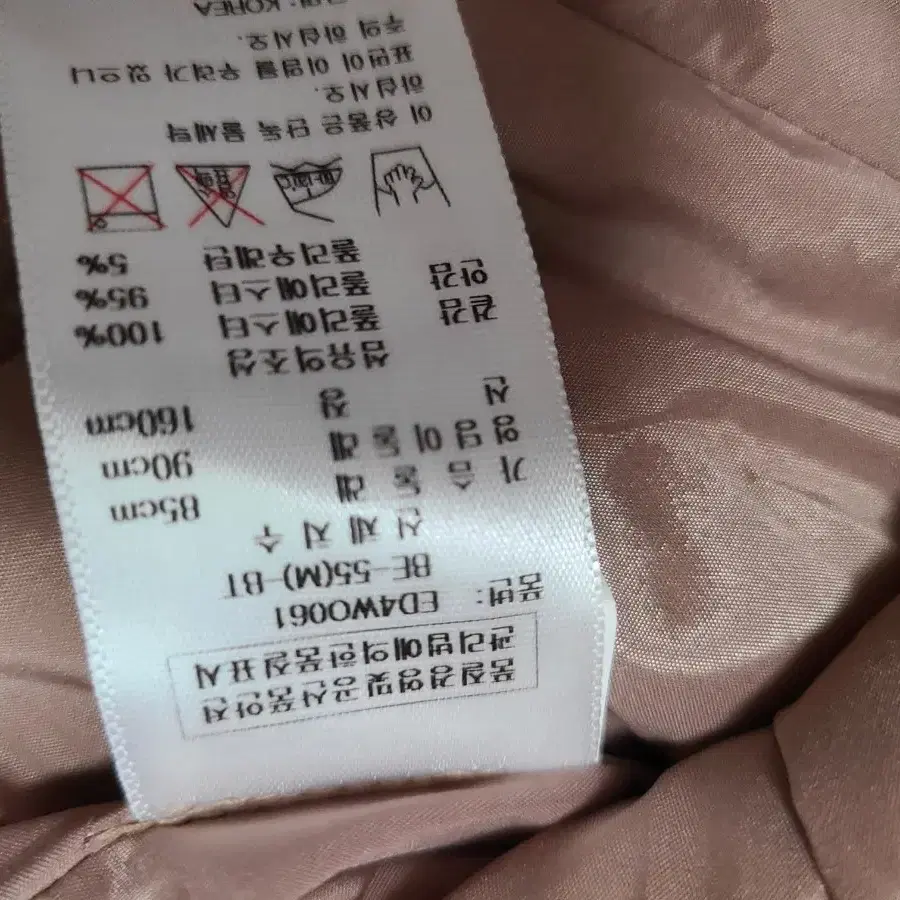 품질경영및공산품안전
관리법에의한품질표시
품번: ED4WO061
BE-55(M)-BT
신 체 치 수
가 슴 둘 레 85cm
엉 덩 이 둘 레 90cm
신 장 160cm
섬유의조성
겉감 폴리에스터 100%
안감 폴리에스터 95%
폴리우레탄 5%
이 상품은 단독 물세탁
하십시오.
표면이 이염될 우려가 있으니
주의 하십시오.
KOREA